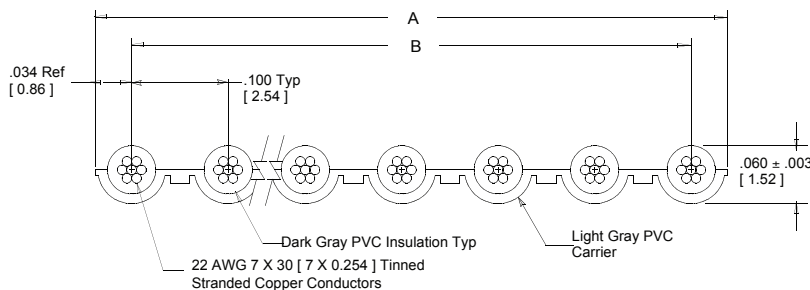 A
B
.034 Ref
[ 0.86 ]
.100 Typ
[ 2.54 ]
.060 ± .003
[ 1.52 ]
Dark Gray PVC Insulation Typ
Light Gray PVC
Carrier
22 AWG 7 X 30 [ 7 X 0.254 ] Tinned
Stranded Copper Conductors